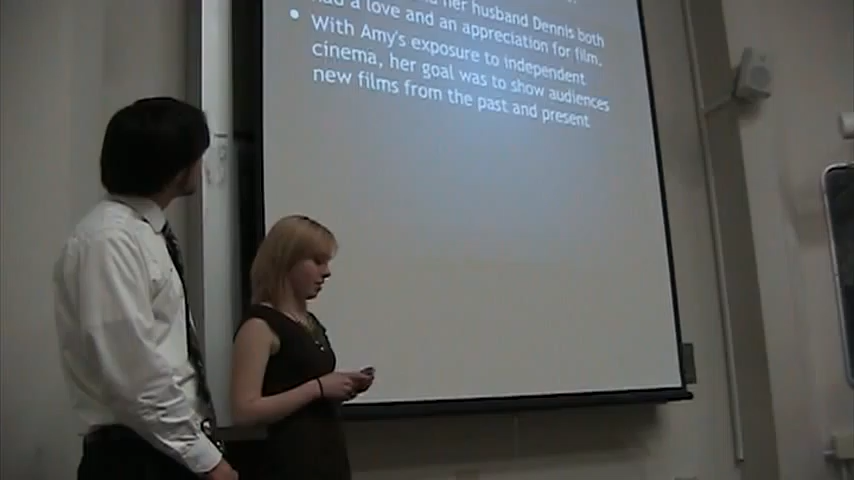 her husband Dennis both
had a love and an appreciation for film.
• With Amy's exposure to independent
cinema, her goal was to show audiences
new films from the past and present